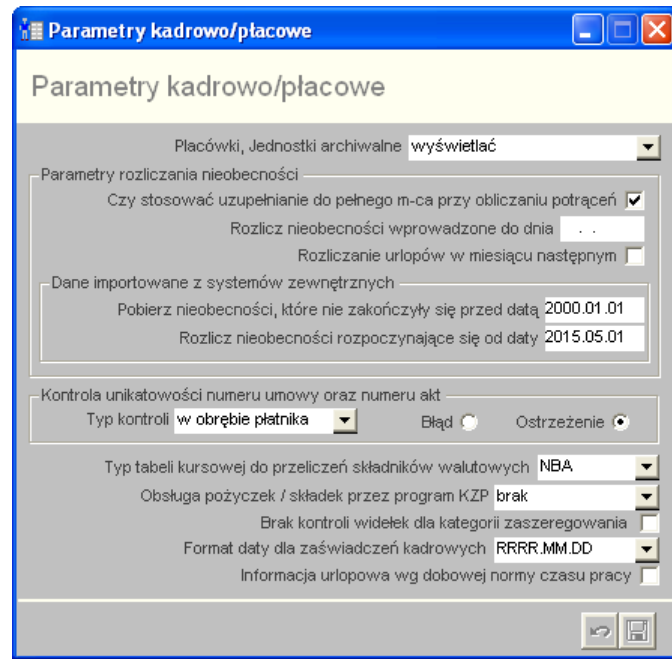 Parametry kadrowo/płacowe
Parametry kadrowo/płacowe
Placówki, Jednostki archiwalne wyświetlać
Parametry rozliczania nieobecności
Czy stosować uzupełnianie do pełnego m-ca przy obliczaniu potrąceń
Rozlicz nieobecności wprowadzone do dnia . .
Rozliczanie urlopów w miesiącu następnym
Dane importowane z systemów zewnętrznych
Pobierz nieobecności, które nie zakończyły się przed datą 2000.01.01
Rozlicz nieobecności rozpoczynające się od daty 2015.05.01
Kontrola unikatowości numeru umowy oraz numeru akt
Typ kontroli w obrębie płatnika Błąd Ostrzeżenie
Typ tabeli kursowej do przeliczeń składników walutowych NBA
Obsługa pożyczek / składek przez program KZP brak
Brak kontroli widełek dla kategorii zaszeregowania
Format daty dla zaświadczeń kadrowych RRRR.MM.DD
Informacja urlopowa wg dobowej normy czasu pracy